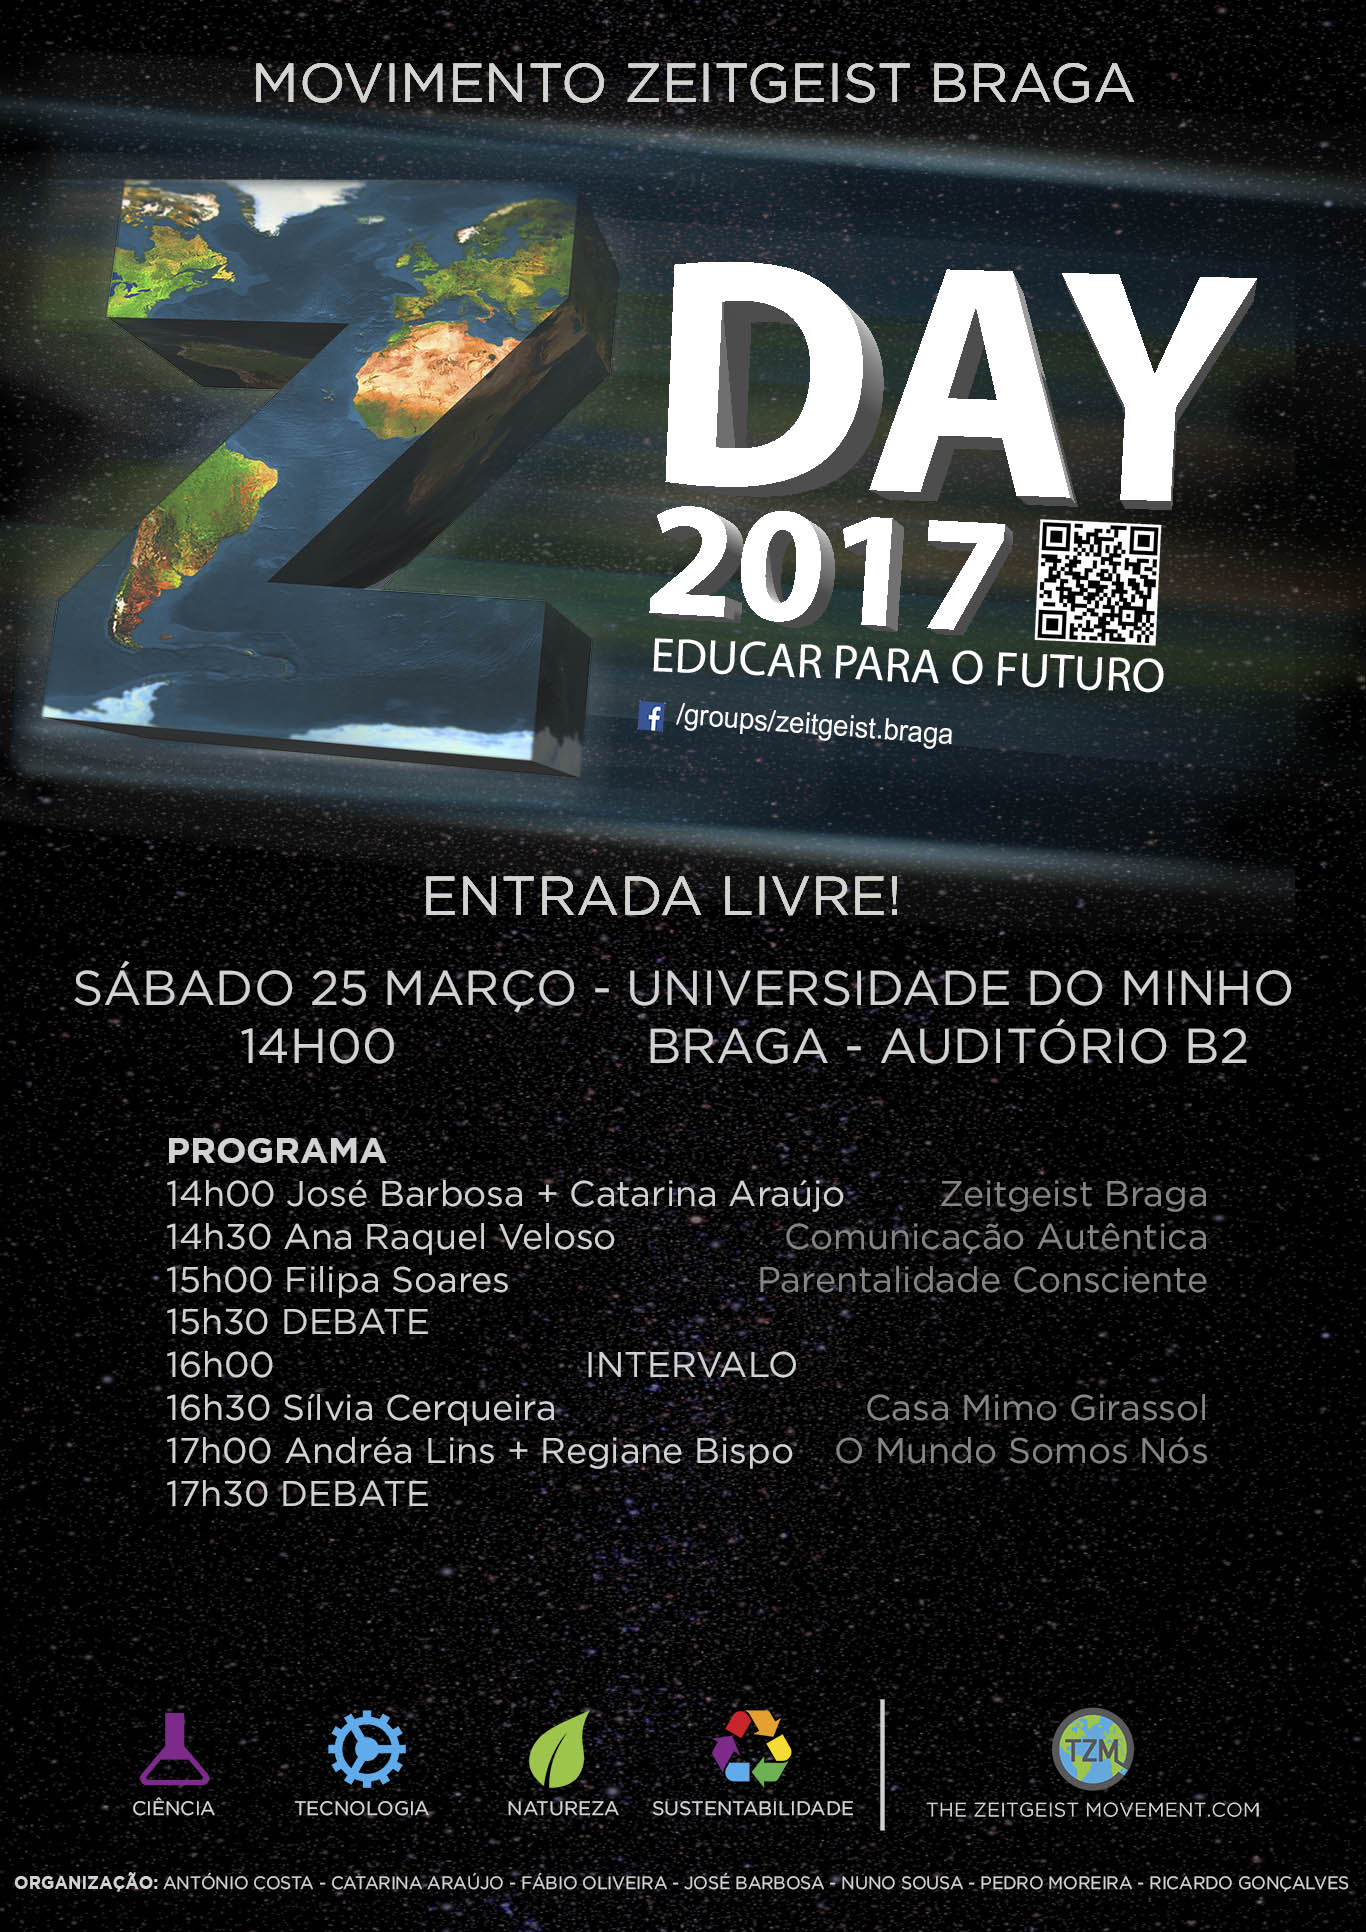 MOVIMENTO ZEITGEIST BRAGA
Z DAY
2017
EDUCAR PARA O FUTURO
f /groups/zeitgeist.braga
ENTRADA LIVRE!
SÁBADO 25 MARÇO - UNIVERSIDADE DO MINHO
14H00 BRAGA - AUDITÓRIO B2
PROGRAMA
14h00 José Barbosa + Catarina Araújo Zeitgeist Braga
14h30 Ana Raquel Veloso Comunicação Autêntica
15h00 Filipa Soares Parentalidade Consciente
15h30 DEBATE
16h00 INTERVALO
16h30 Sílvia Cerqueira Casa Mimo Girassol
17h00 Andréa Lins + Regiane Bispo O Mundo Somos Nós
17h30 DEBATE
TZM
CIÊNCIA TECNOLOGIA NATUREZA SUSTENTABILIDADE THE ZEITGEIST MOVEMENT.COM
ORGANIZAÇÃO: ANTÓNIO COSTA - CATARINA ARAÚJO - FÁBIO OLIVEIRA - JOSÉ BARBOSA - NUNO SOUSA - PEDRO MOREIRA - RICARDO GONÇALVES